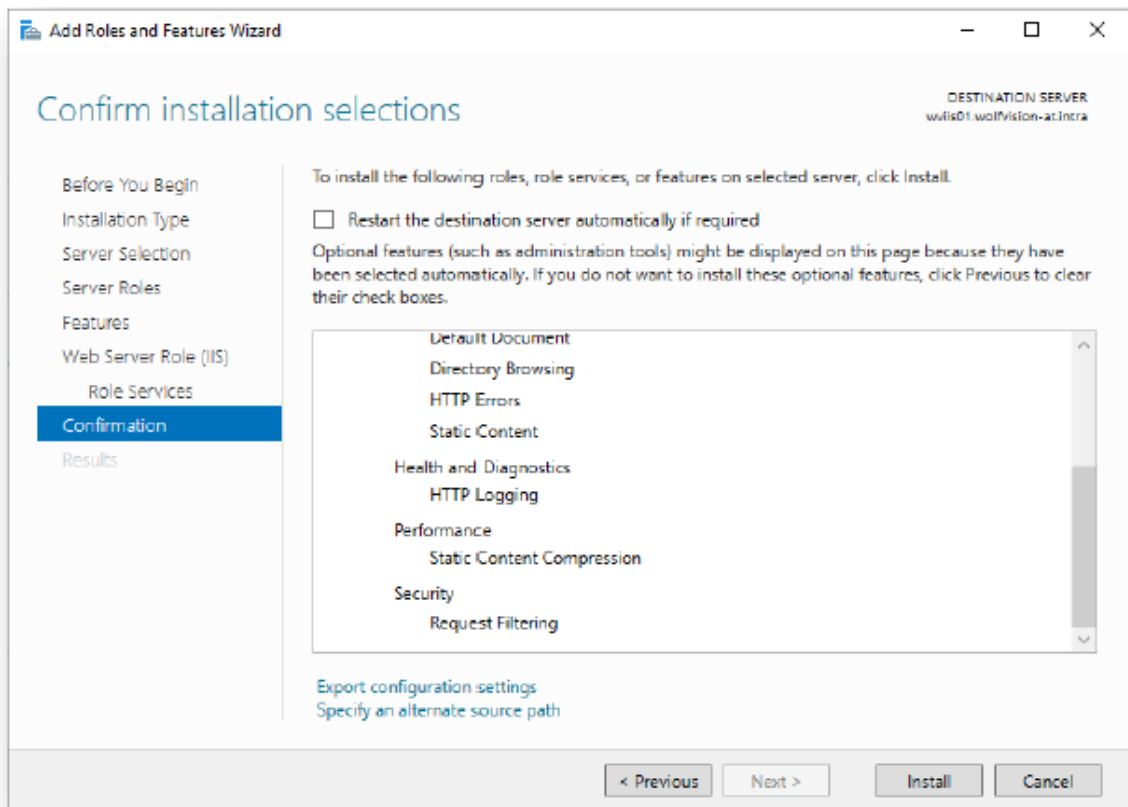 Add Roles and Features Wizard
Confirm installation selections
DESTINATION SERVER
wviis01.wolfvision-at.intra
Before You Begin
Installation Type
Server Selection
Server Roles
Features
Web Server Role (IIS)
Role Services
Confirmation
Results
To install the following roles, role services, or features on selected server, click Install.
Restart the destination server automatically if required
Optional features (such as administration tools) might be displayed on this page because they have
been selected automatically. If you do not want to install these optional features, click Previous to clear
their check boxes.
Default Document
Directory Browsing
HTTP Errors
Static Content
Health and Diagnostics
HTTP Logging
Performance
Static Content Compression
Security
Request Filtering
Export configuration settings
Specify an alternate source path
< Previous
Next >
Install
Cancel